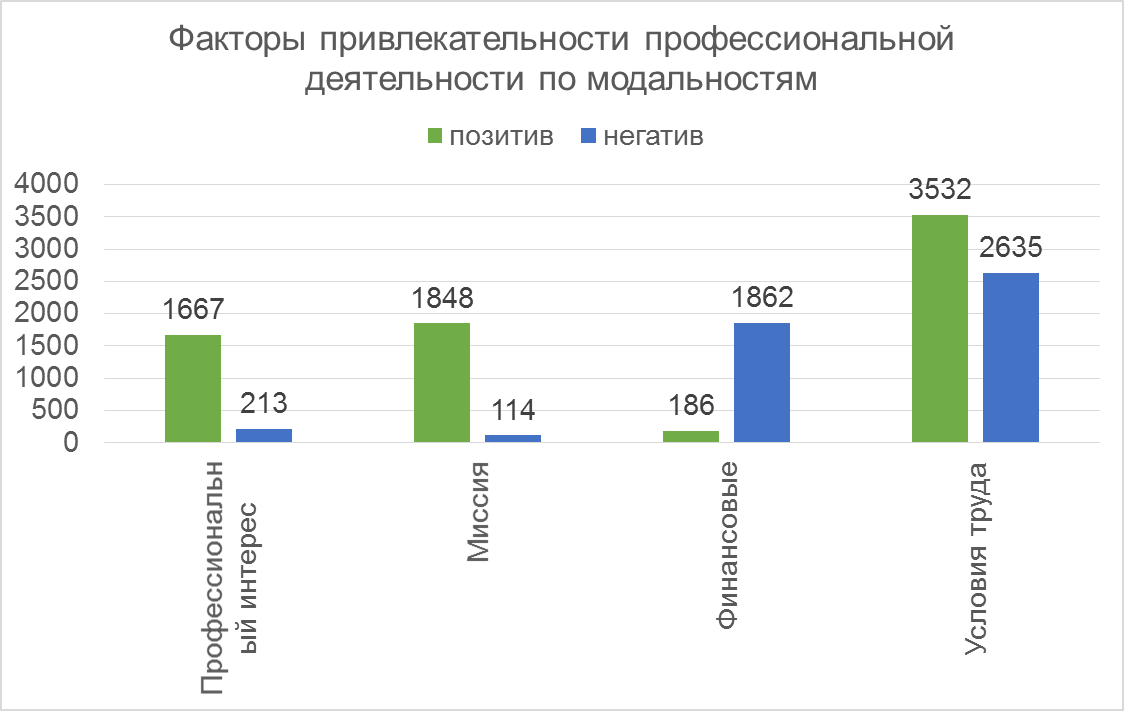 Факторы привлекательности профессиональной
деятельности по модальностям
позитив негатив
4000
3500
3000
2500
2000
1500
1000
500
0
1667
213
1848
114
186
1862
3532
2635
Профессиональн
ый интерес
Миссия
Финансовые
Условия труда